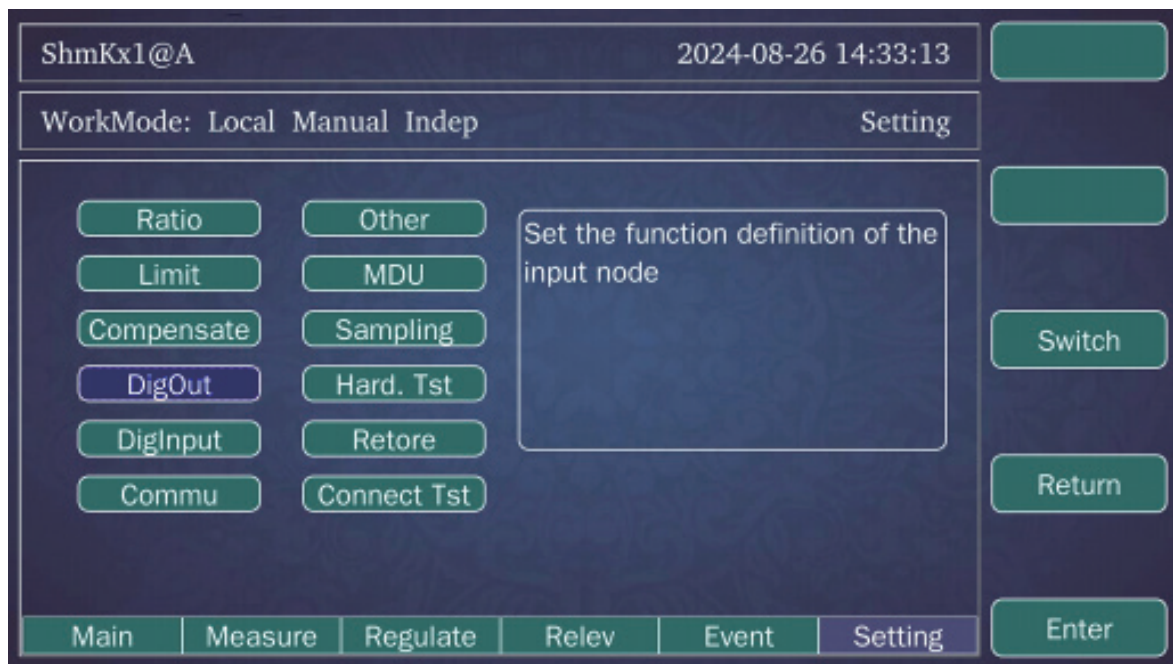 ShmKx1@A 2024-08-26 14:33:13
WorkMode: Local Manual Indep Setting
Ratio Other
Limit MDU
Compensate Sampling
DigOut Hard. Tst
DigInput Retore
Commu Connect Tst
Set the function definition of the
input node
Switch
Return
Enter
Main Measure Regulate Relev Event Setting